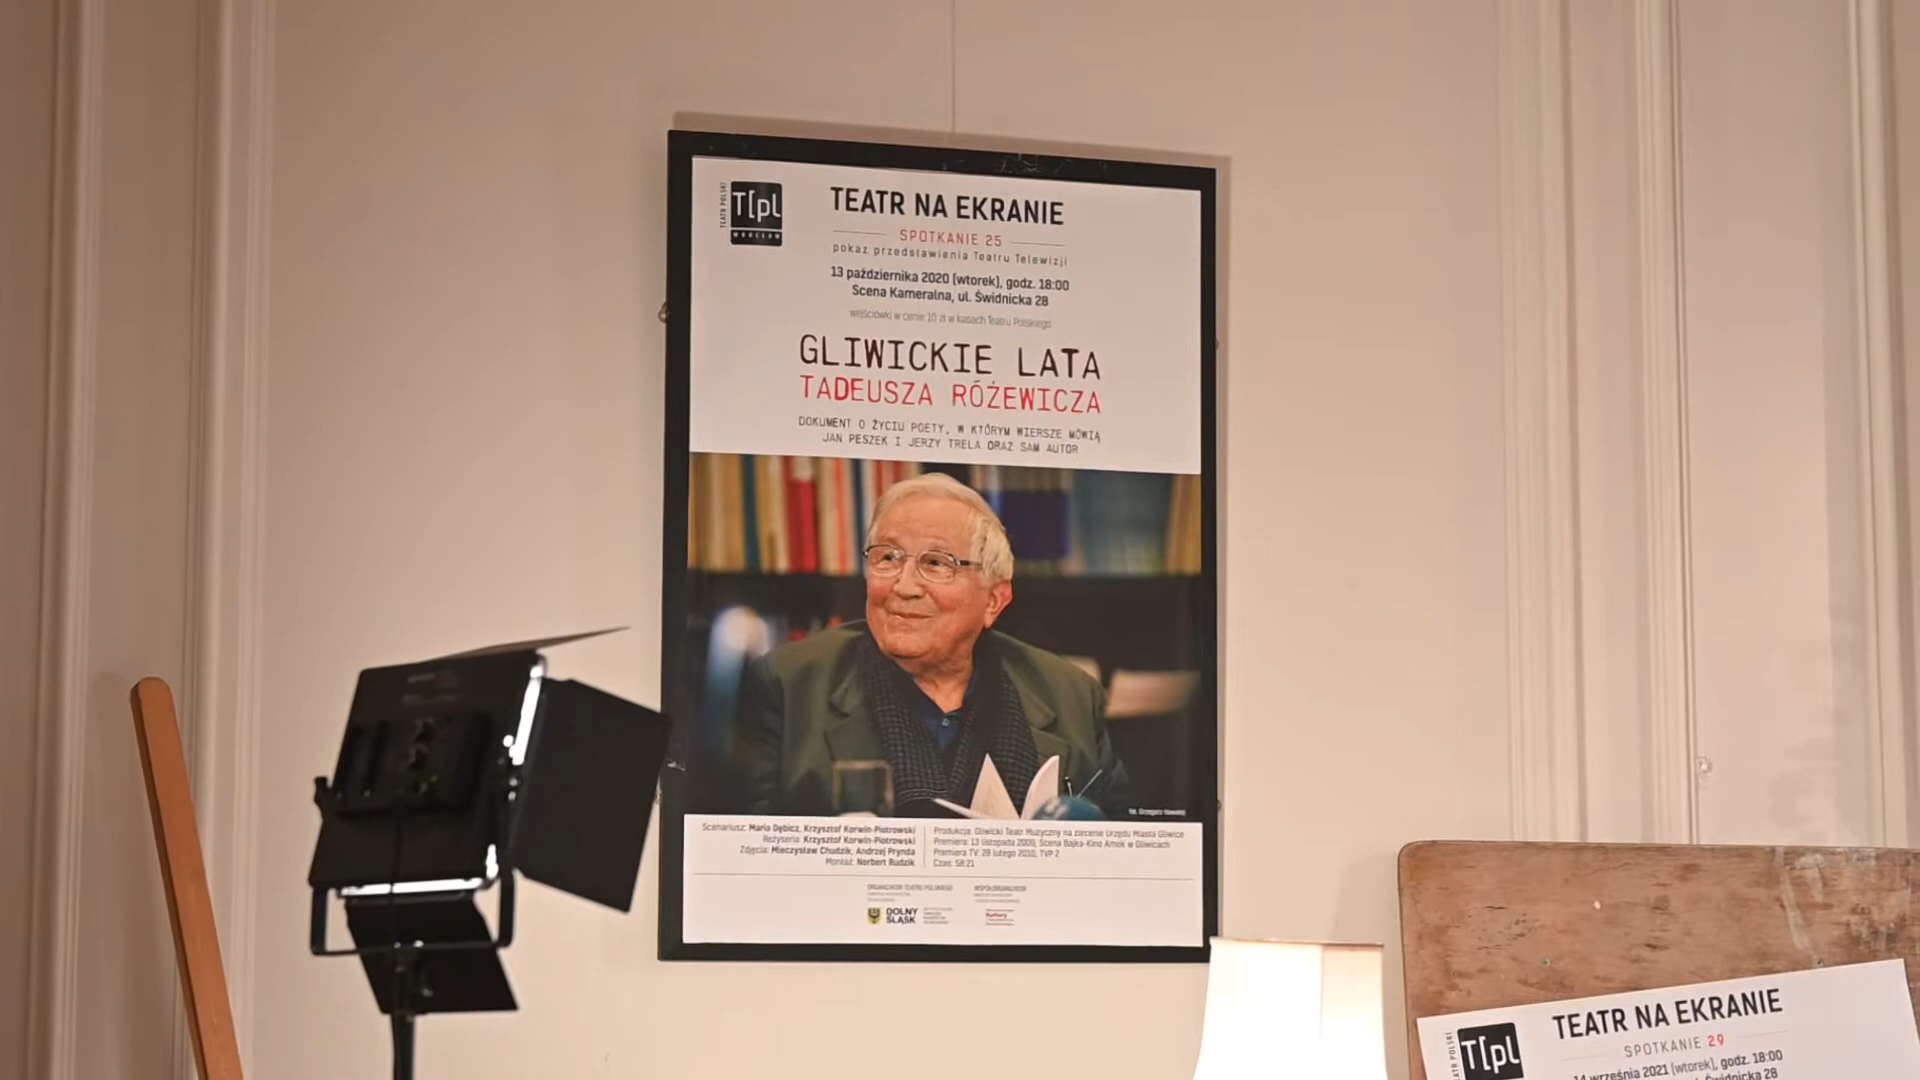 TEATR POLSKI
T[pl
WROCŁAW
TEATR NA EKRANIE
SPOTKANIE 25
pokaz przedstawienia Teatru Telewizji
13 października 2020 (wtorek), godz. 18:00
Scena Kameralna, ul. Świdnicka 28
wejściówki w cenie 10 zł w kasach Teatru Polskiego
GLIWICKIE LATA
TADEUSZA RÓŻEWICZA
DOKUMENT O ŻYCIU POETY, W KTÓRYM WIERSZE MÓWIĄ
JAN PESZEK I JERZY TRELA ORAZ SAM AUTOR
fot. Grzegorz
Scenariusz: Maria Dębicz, Krzysztof Korwin-Piotrowski
Reżyseria: Krzysztof Korwin-Piotrowski
Zdjęcia: Mieczysław Chudzik, Andrzej Prynda
Montaż: Norbert Rudzik
Produkcja: Gliwicki Teatr Muzyczny na zlecenie Urzędu Miasta Gliwice
Premiera: 13 listopada 2009, Scena Bajka-Kino Amok w Gliwicach
Premiera TV: 28 lutego 2010, TVP 2
Czas: 58:21
ORGANIZATOR TEATRU POLSKIEGO
WSPÓŁORGANIZATOR
DOLNY
ŚLĄSK
TEATR POLSKI
T[pl
TEATR NA EKRANIE
SPOTKANIE 29
14 września 2021 (wtorek), godz. 18:00
Świdnicka 28